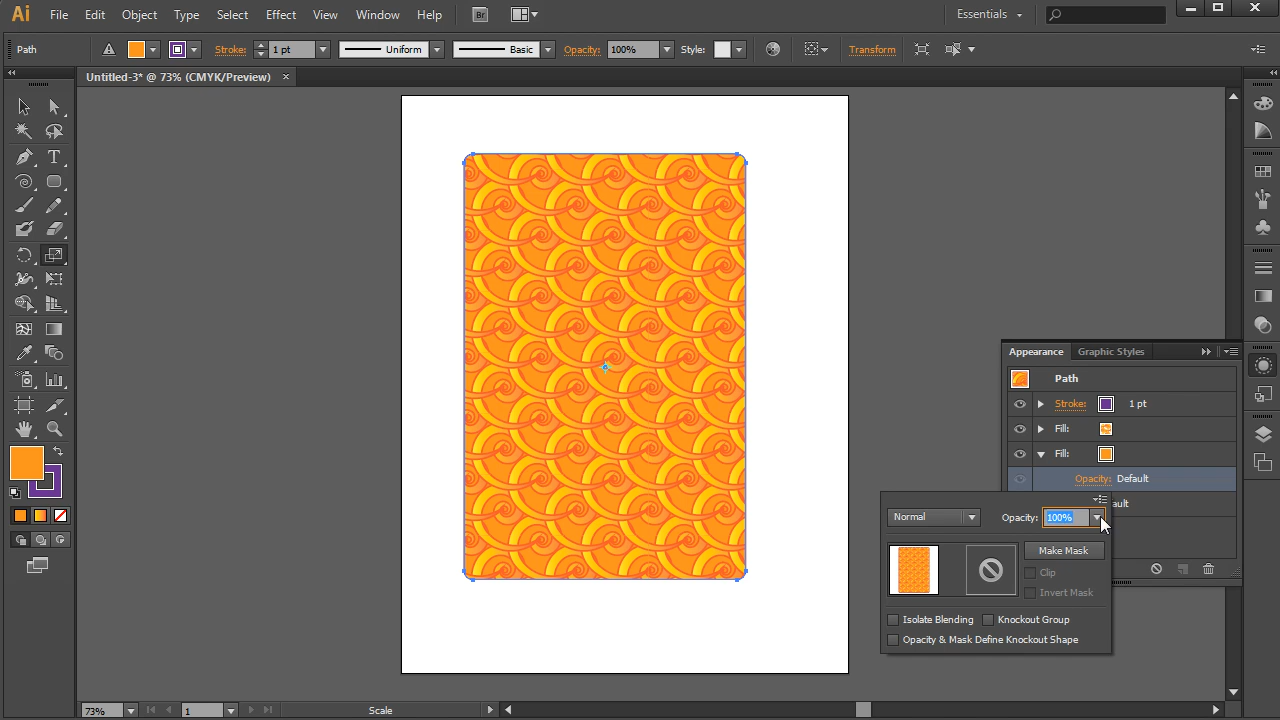 Ai File Edit Object Type Select Effect View Window Help Br Essentials
Path Stroke: 1 pt Uniform Basic Opacity: 100% Style: Transform
Untitled-3* @ 73% (CMYK/Preview) ×
T
Appearance Graphic Styles
Path
Stroke: 1 pt
Fill:
Fill:
Opacity: Default
ault
Normal Opacity: 100%
Make Mask
Clip
Invert Mask
Isolate Blending Knockout Group
Opacity & Mask Define Knockout Shape
73% 1 Scale